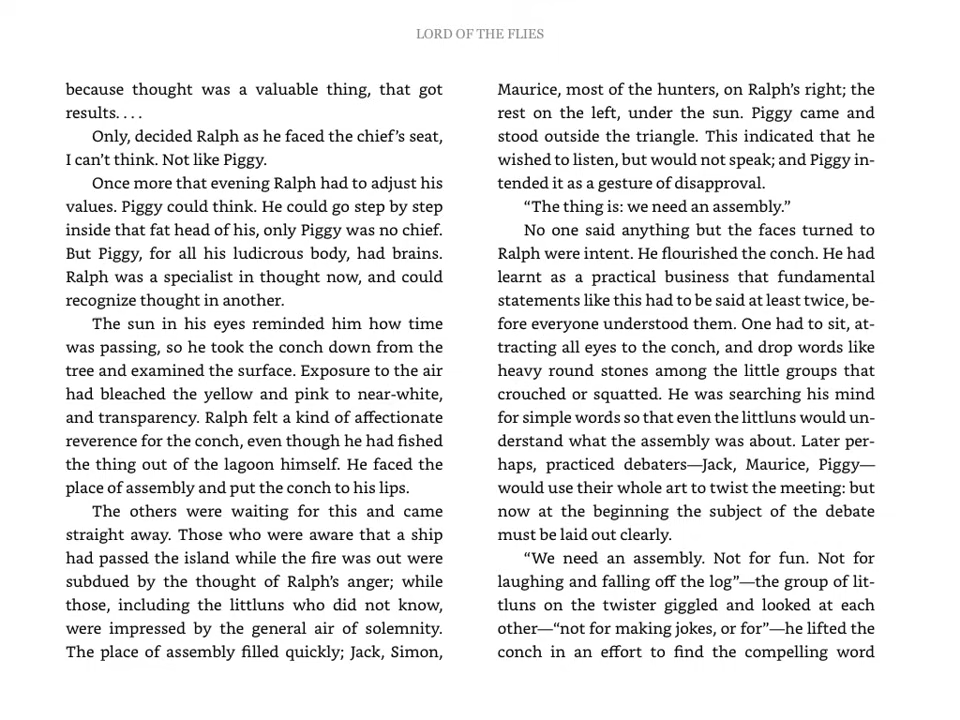 LORD OF THE FLIES
because thought was a valuable thing, that got
results. . . .
Only, decided Ralph as he faced the chief’s seat,
I can’t think. Not like Piggy.
Once more that evening Ralph had to adjust his
values. Piggy could think. He could go step by step
inside that fat head of his, only Piggy was no chief.
But Piggy, for all his ludicrous body, had brains.
Ralph was a specialist in thought now, and could
recognize thought in another.
The sun in his eyes reminded him how time
was passing, so he took the conch down from the
tree and examined the surface. Exposure to the air
had bleached the yellow and pink to near-white,
and transparency. Ralph felt a kind of affectionate
reverence for the conch, even though he had fished
the thing out of the lagoon himself. He faced the
place of assembly and put the conch to his lips.
The others were waiting for this and came
straight away. Those who were aware that a ship
had passed the island while the fire was out were
subdued by the thought of Ralph’s anger; while
those, including the littluns who did not know,
were impressed by the general air of solemnity.
The place of assembly filled quickly; Jack, Simon,
Maurice, most of the hunters, on Ralph’s right; the
rest on the left, under the sun. Piggy came and
stood outside the triangle. This indicated that he
wished to listen, but would not speak; and Piggy in-
tended it as a gesture of disapproval.
“The thing is: we need an assembly.”
No one said anything but the faces turned to
Ralph were intent. He flourished the conch. He had
learnt as a practical business that fundamental
statements like this had to be said at least twice, be-
fore everyone understood them. One had to sit, at-
tracting all eyes to the conch, and drop words like
heavy round stones among the little groups that
crouched or squatted. He was searching his mind
for simple words so that even the littluns would un-
derstand what the assembly was about. Later per-
haps, practiced debaters—Jack, Maurice, Piggy—
would use their whole art to twist the meeting: but
now at the beginning the subject of the debate
must be laid out clearly.
“We need an assembly. Not for fun. Not for
laughing and falling off the log”—the group of lit-
tluns on the twister giggled and looked at each
other—“not for making jokes, or for”—he lifted the
conch in an effort to find the compelling word